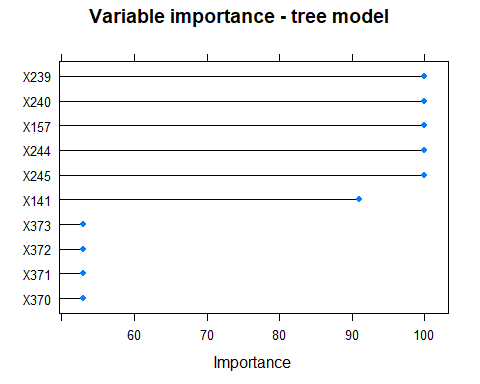 Variable importance - tree model
X239
X240
X157
X244
X245
X141
X373
X372
X371
X370
60 70 80 90 100
Importance